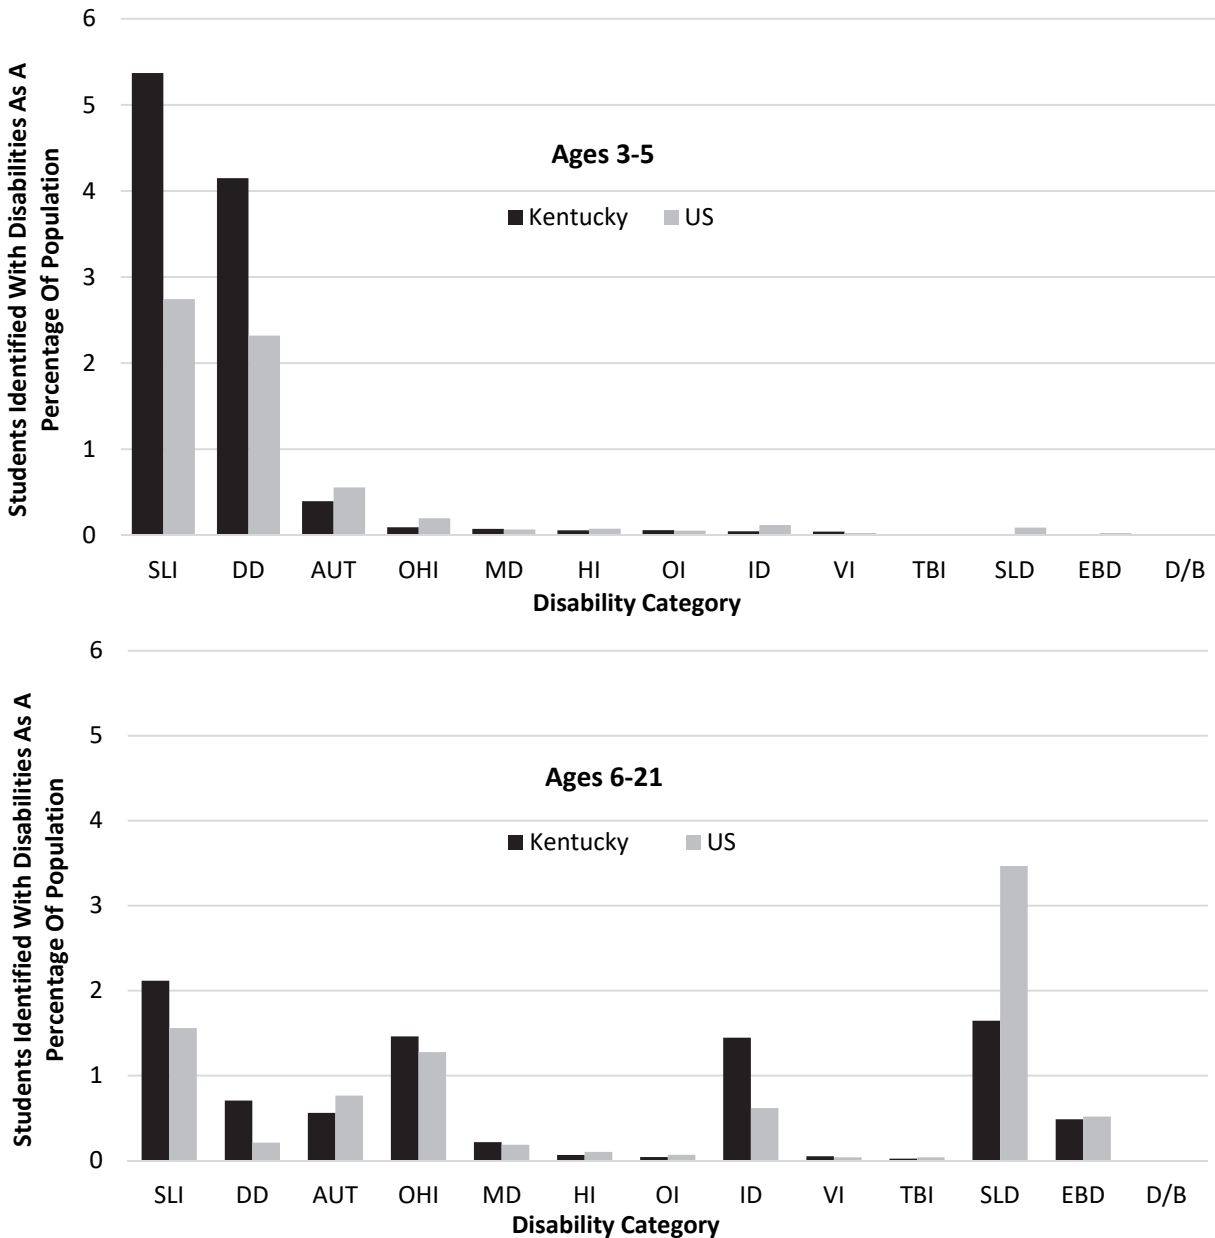 Students Identified With Disabilities As A
Percentage Of Population
6
5
4
3
2
1
0
Ages 3-5
Kentucky US
SLI DD AUT OHI MD HI OI ID VI TBI SLD EBD D/B
Disability Category
Students Identified With Disabilities As A
Percentage Of Population
6
5
4
3
2
1
0
Ages 6-21
Kentucky US
SLI DD AUT OHI MD HI OI ID VI TBI SLD EBD D/B
Disability Category